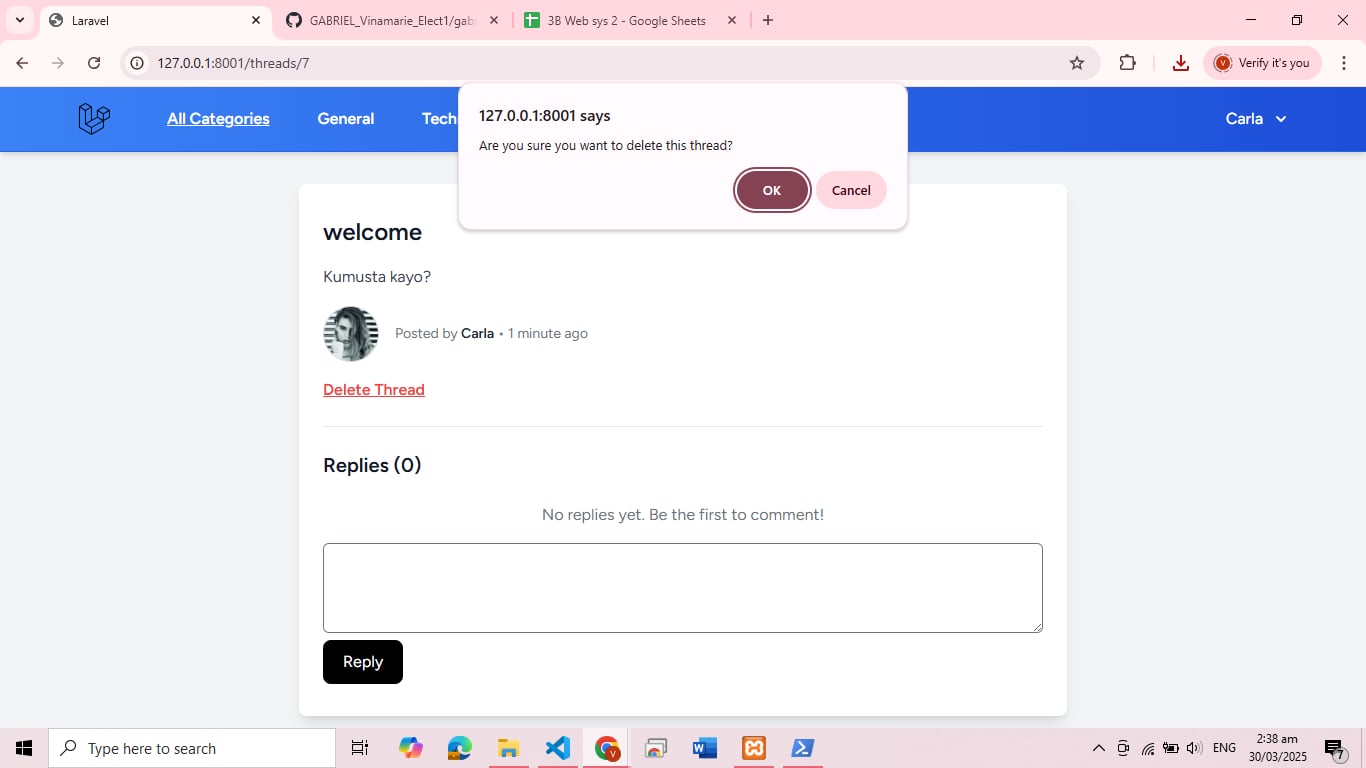 Laravel
GABRIEL_Vinamarie_Elect1/gab
3B Web sys 2 - Google Sheets
127.0.0.1:8001/threads/7
V
Verify it's you
All Categories
General
Tech
Carla
127.0.0.1:8001 says
Are you sure you want to delete this thread?
OK
Cancel
welcome
Kumusta kayo?
Posted by Carla • 1 minute ago
Delete Thread
Replies (0)
No replies yet. Be the first to comment!
Reply
Type here to search
V
ENG
2:38 am
30/03/2025
7